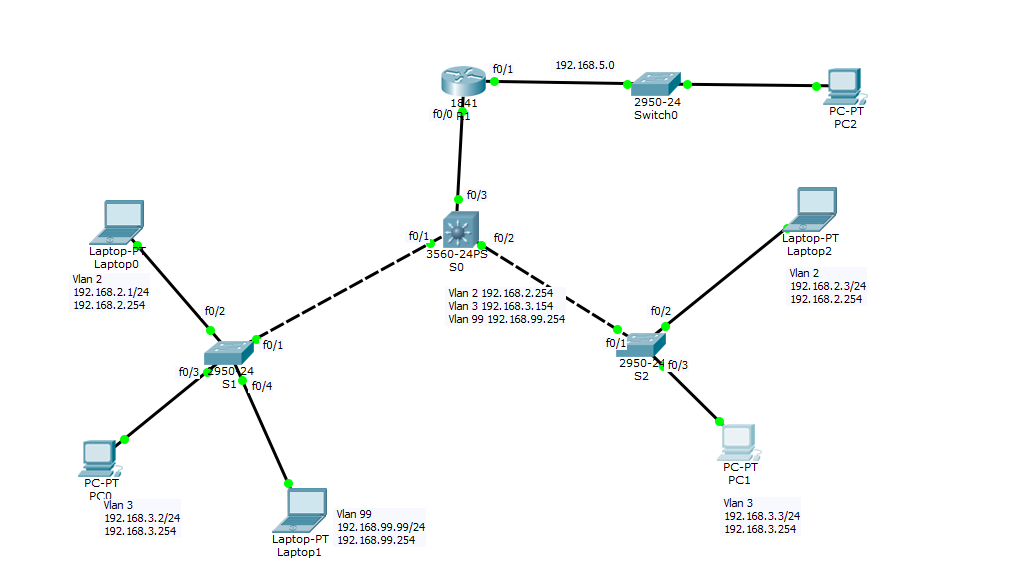 f0/1
192.168.5.0
1841
R1
f0/0
2950-24
Switch0
PC-PT
PC2
f0/3
f0/1
f0/2
3560-24PS
S0
Laptop-PT
Laptop0
Vlan 2
192.168.2.1/24
192.168.2.254
Laptop-PT
Laptop2
Vlan 2
192.168.2.3/24
192.168.2.254
Vlan 2 192.168.2.254
Vlan 3 192.168.3.154
Vlan 99 192.168.99.254
f0/2
f0/1
f0/3
2950-24
S1
f0/4
f0/2
f0/1
2950-24
S2
f0/3
PC-PT
PC0
Vlan 3
192.168.3.2/24
192.168.3.254
Laptop-PT
Laptop1
Vlan 99
192.168.99.99/24
192.168.99.254
PC-PT
PC1
Vlan 3
192.168.3.3/24
192.168.3.254